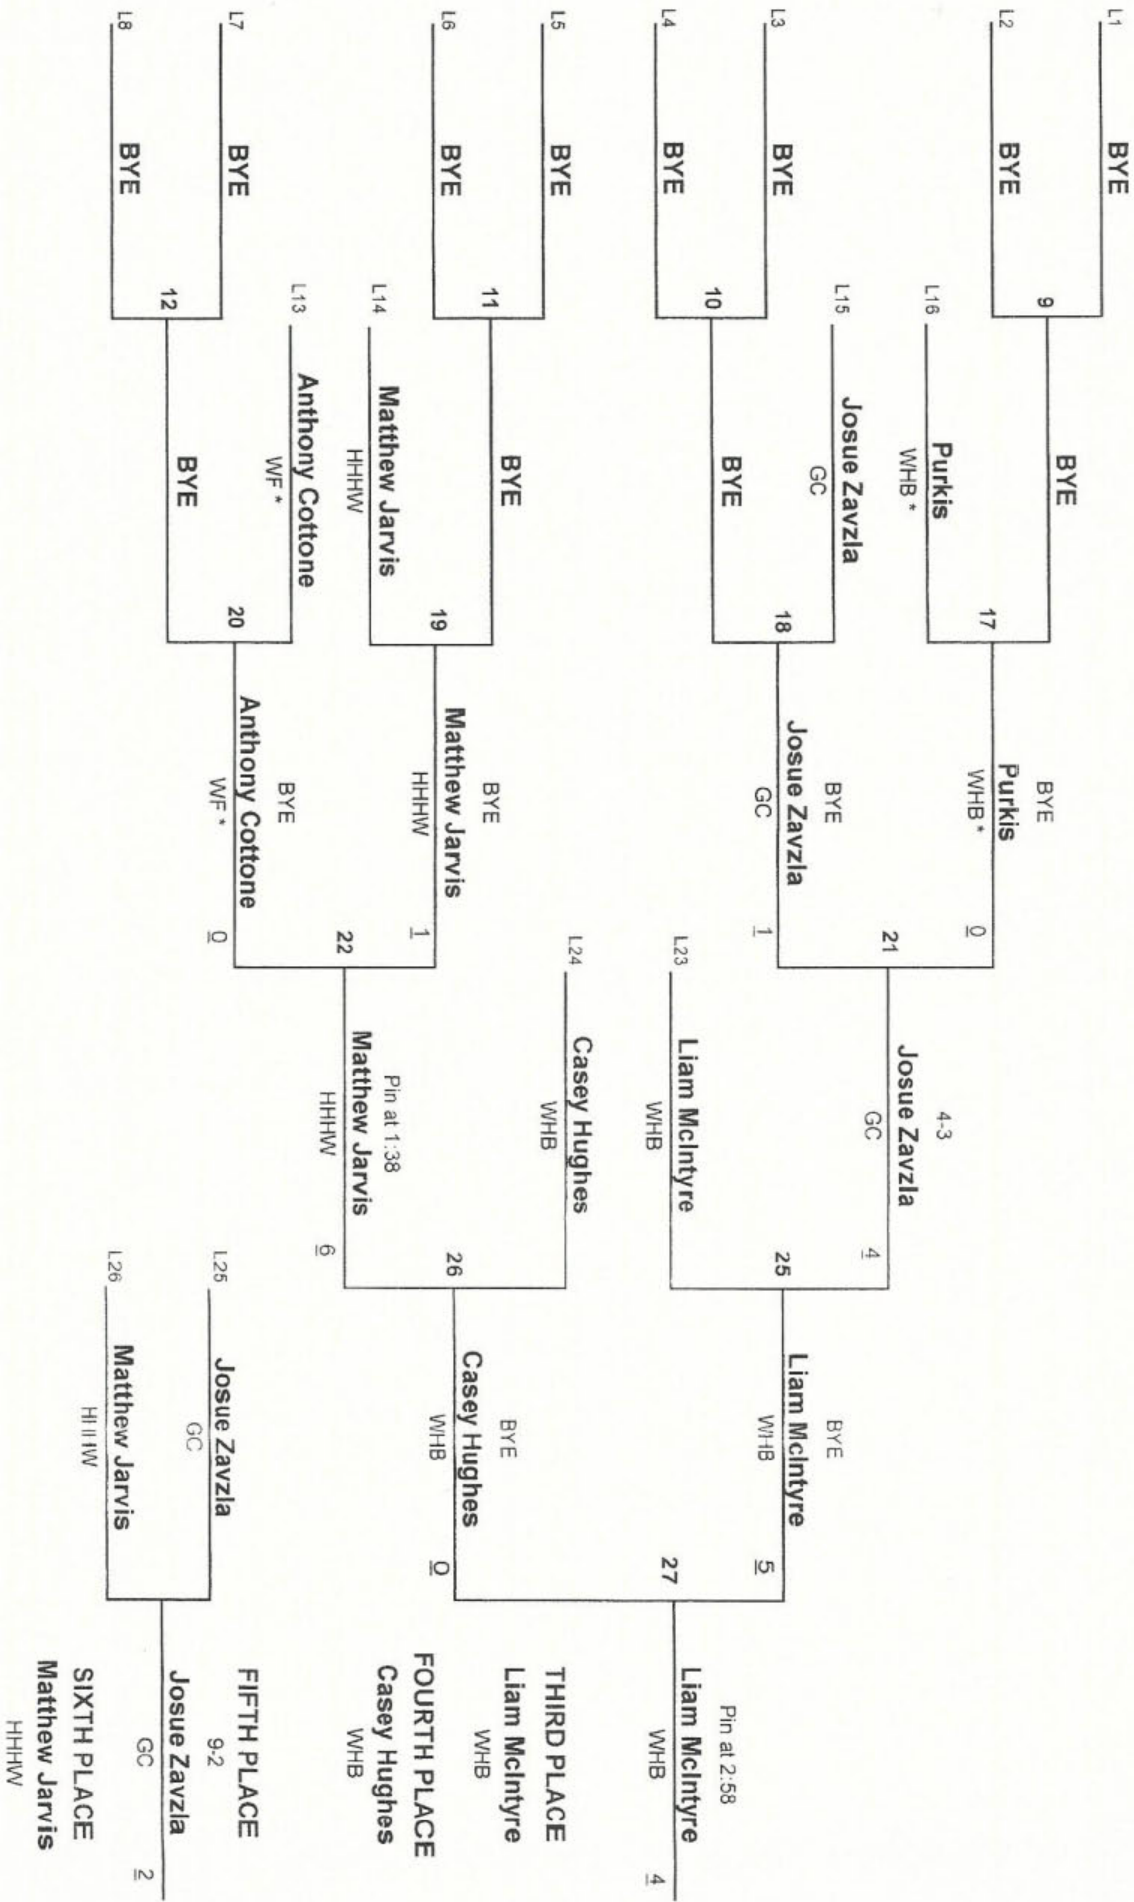 L1
BYE
L2
BYE
9
BYE
L16
Purkis
WHB *
17
BYE
Purkis
WHB *
0
L3
BYE
L4
BYE
10
BYE
L15
Josue Zavzla
GC
18
BYE
Josue Zavzla
GC
1
21
4-3
Josue Zavzla
GC
4
L23
Liam McIntyre
WHB
25
BYE
Liam McIntyre
WHB
5
L5
BYE
L6
BYE
11
BYE
L14
Matthew Jarvis
HHHW
19
BYE
Matthew Jarvis
HHHW
1
L7
BYE
L8
BYE
12
BYE
L13
Anthony Cottone
WF *
20
BYE
Anthony Cottone
WF *
0
22
Pin at 1:38
Matthew Jarvis
HHHW
6
L24
Casey Hughes
WHB
26
BYE
Casey Hughes
WHB
0
27
Pin at 2:58
Liam McIntyre
WHB
4
THIRD PLACE
Liam McIntyre
WHB
FOURTH PLACE
Casey Hughes
WHB
L25
Josue Zavzla
GC
L26
Matthew Jarvis
HHHW
FIFTH PLACE
9-2
Josue Zavzla
GC
2
SIXTH PLACE
Matthew Jarvis
HHHW